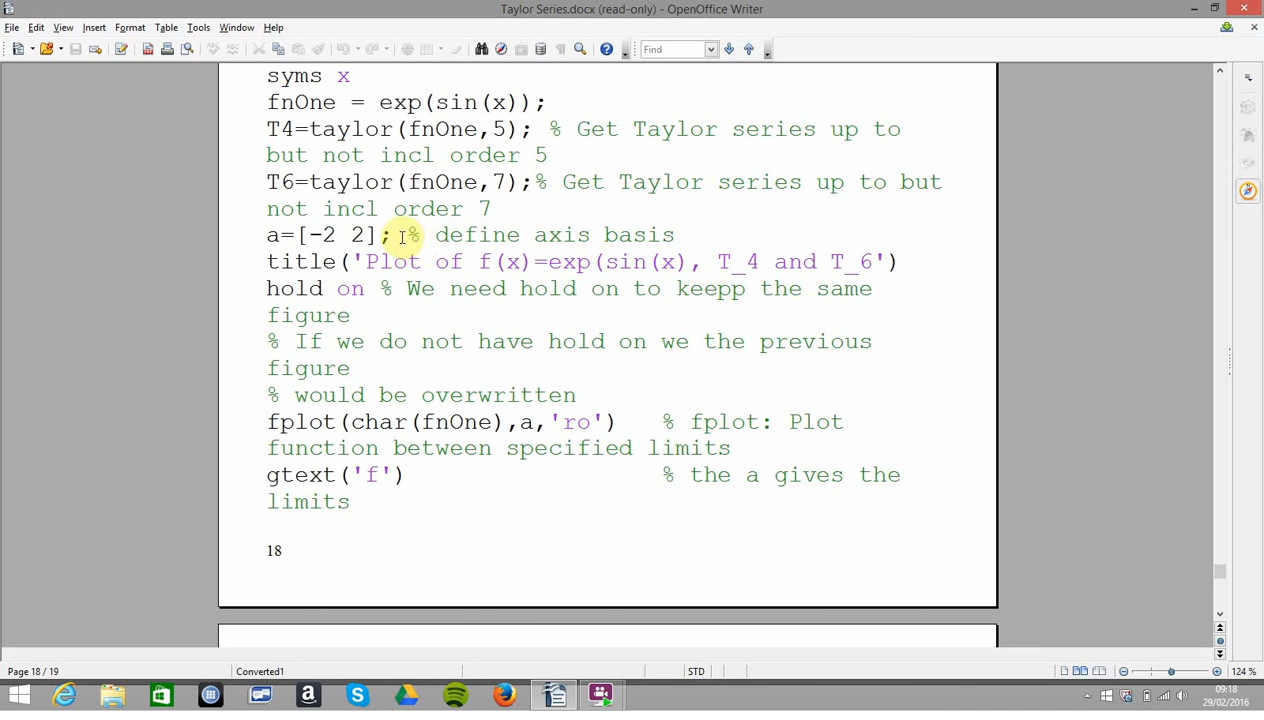 Taylor Series.docx (read-only) - OpenOffice Writer
File Edit View Insert Format Table Tools Window Help
Find
syms x
fnOne = exp(sin(x));
T4=taylor(fnOne,5); % Get Taylor series up to
but not incl order 5
T6=taylor(fnOne,7);% Get Taylor series up to but
not incl order 7
a=[-2 2]; % define axis basis
title('Plot of f(x)=exp(sin(x), T_4 and T_6')
hold on % We need hold on to keepp the same
figure
% If we do not have hold on we the previous
figure
% would be overwritten
fplot(char(fnOne),a,'ro') % fplot: Plot
function between specified limits
gtext('f') % the a gives the
limits
18
Page 18 / 19 Converted1 STD 124 %
09:18
29/02/2016